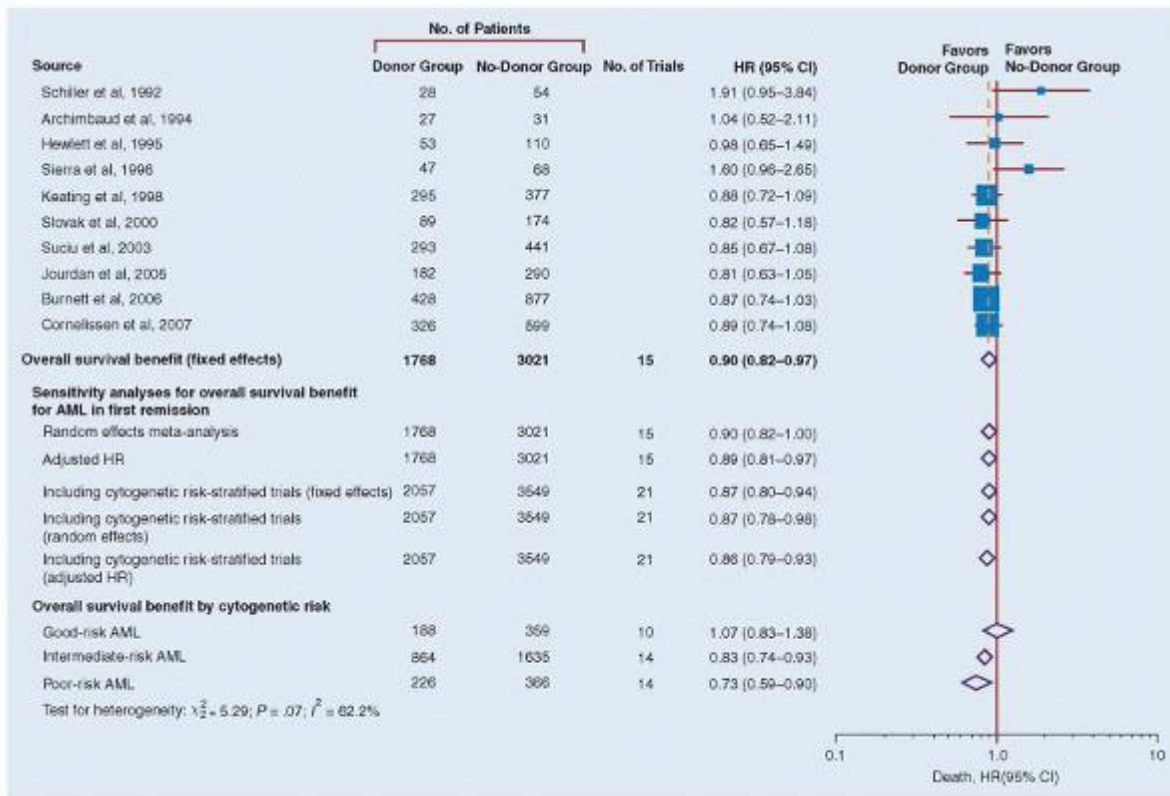 No. of Patients
Favors Favors
Source Donor Group No-Donor Group No. of Trials HR (95% CI) Donor Group No-Donor Group
Schiller et al, 1992 28 54 1.91 (0.95–3.84)
Archimbaud et al, 1994 27 31 1.04 (0.52–2.11)
Hewlett et al, 1995 53 110 0.98 (0.65–1.49)
Sierra et al, 1996 47 68 1.60 (0.96–2.65)
Keating et al, 1998 295 377 0.88 (0.72–1.09)
Slovak et al, 2000 89 174 0.82 (0.57–1.18)
Suciu et al, 2003 293 441 0.85 (0.67–1.08)
Jourdan et al, 2005 182 290 0.81 (0.63–1.05)
Burnett et al, 2006 428 877 0.87 (0.74–1.03)
Cornelissen et al, 2007 326 599 0.89 (0.74–1.08)
Overall survival benefit (fixed effects) 1768 3021 15 0.90 (0.82–0.97)
Sensitivity analyses for overall survival benefit
for AML in first remission
Random effects meta-analysis 1768 3021 15 0.90 (0.82–1.00)
Adjusted HR 1768 3021 15 0.89 (0.81–0.97)
Including cytogenetic risk-stratified trials (fixed effects) 2057 3549 21 0.87 (0.80–0.94)
Including cytogenetic risk-stratified trials 2057 3549 21 0.87 (0.78–0.98)
(random effects)
Including cytogenetic risk-stratified trials 2057 3549 21 0.86 (0.79–0.93)
(adjusted HR)
Overall survival benefit by cytogenetic risk
Good-risk AML 188 359 10 1.07 (0.83–1.38)
Intermediate-risk AML 864 1635 14 0.83 (0.74–0.93)
Poor-risk AML 226 366 14 0.73 (0.59–0.90)
Test for heterogeneity: χ²₂ = 5.29; P = .07; I² = 62.2%
0.1 1.0 10
Death, HR(95% CI)